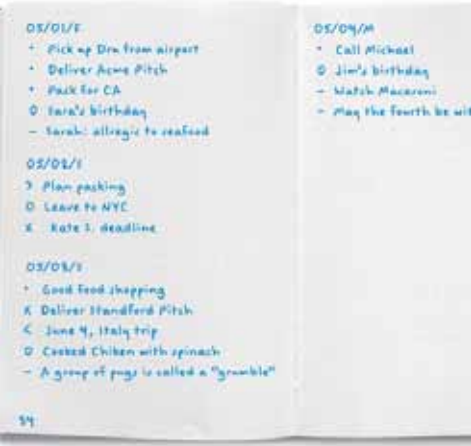 05/01/F
• Pick up Dra from airport
• Deliver Acme Pitch
• Pack for CA
O Sara's birthday
– Sarah: allregic to seafood
05/02/S
> Plan packing
O Leave to NYC
X Kate S. deadline
05/03/S
• Good food shopping
X Deliver Standford Pitch
< June 4, Italy trip
O Cooked Chiken with spinach
– A group of pugs is called a "grumble"
54
05/04/M
• Call Michael
O Jim's birthday
– Watch Macaroni
– May the fourth be wit